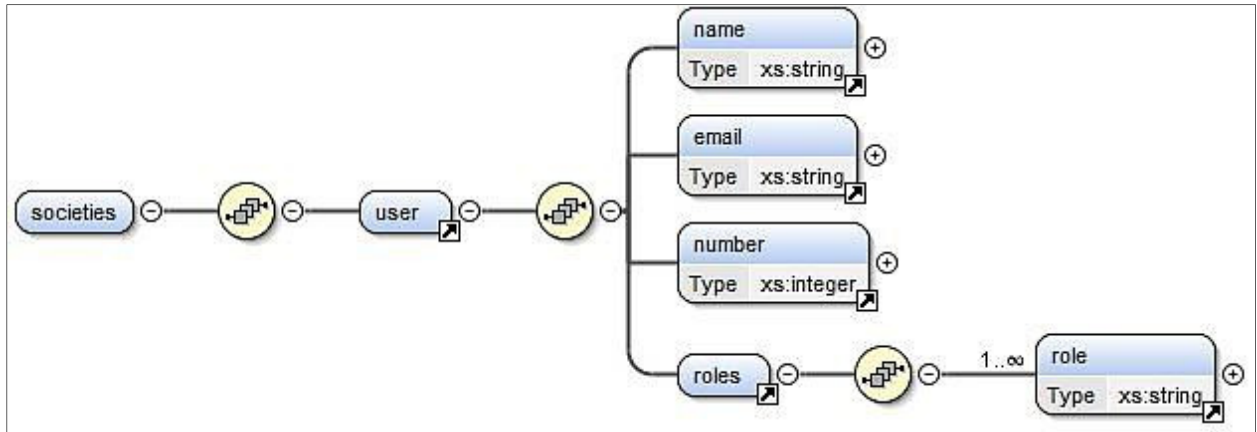 name
Type xs:string
email
Type xs:string
societies
user
number
Type xs:integer
roles
1..∞
role
Type xs:string